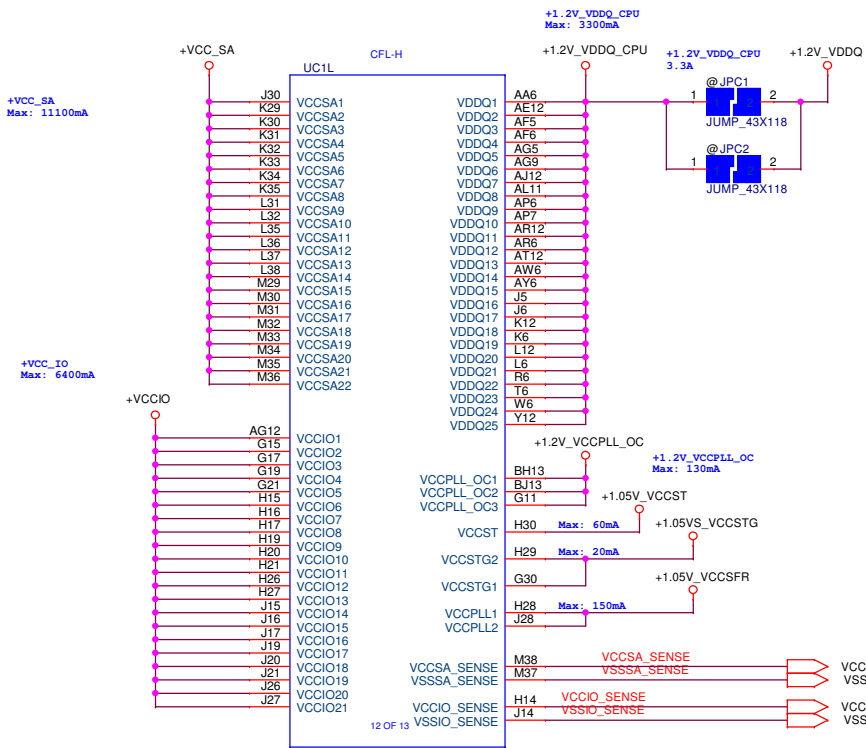 +1.2V_VDDQ_CPU
Max: 3300mA
+VCC_SA
CFL-H
+1.2V_VDDQ_CPU
+1.2V_VDDQ_CPU
3.3A
+1.2V_VDDQ
UC1L
+VCC_SA
Max: 11100mA
J30 VCCSA1 VDDQ1 AA6
K29 VCCSA2 VDDQ2 AE12
K30 VCCSA3 VDDQ3 AF5
K31 VCCSA4 VDDQ4 AF6
K32 VCCSA5 VDDQ5 AG5
K33 VCCSA6 VDDQ6 AG9
K34 VCCSA7 VDDQ7 AJ12
K35 VCCSA8 VDDQ8 AL11
L31 VCCSA9 VDDQ9 AP6
L32 VCCSA10 VDDQ10 AP7
L35 VCCSA11 VDDQ11 AR12
L36 VCCSA12 VDDQ12 AR6
L37 VCCSA13 VDDQ13 AT12
L38 VCCSA14 VDDQ14 AW6
M29 VCCSA15 VDDQ15 AY6
M30 VCCSA16 VDDQ16 J5
M31 VCCSA17 VDDQ17 J6
M32 VCCSA18 VDDQ18 K12
M33 VCCSA19 VDDQ19 K6
M34 VCCSA20 VDDQ20 L12
M35 VCCSA21 VDDQ21 L6
M36 VCCSA22 VDDQ22 R6
VDDQ23 T6
VDDQ24 W6
VDDQ25 Y12
@JPC1
1 1 2 2
JUMP_43X118
@JPC2
1 1 2 2
JUMP_43X118
+VCC_IO
Max: 6400mA
+VCCIO
AG12 VCCIO1
G15 VCCIO2
G17 VCCIO3
G19 VCCIO4
G21 VCCIO5
H15 VCCIO6
H16 VCCIO7
H17 VCCIO8
H19 VCCIO9
H20 VCCIO10
H21 VCCIO11
H26 VCCIO12
H27 VCCIO13
J15 VCCIO14
J16 VCCIO15
J17 VCCIO16
J19 VCCIO17
J20 VCCIO18
J21 VCCIO19
J26 VCCIO20
J27 VCCIO21
+1.2V_VCCPLL_OC
+1.2V_VCCPLL_OC
Max: 130mA
VCCPLL_OC1 BH13
VCCPLL_OC2 BJ13
VCCPLL_OC3 G11
+1.05V_VCCST
VCCST H30 Max: 60mA
+1.05VS_VCCSTG
VCCSTG2 H29 Max: 20mA
VCCSTG1 G30
+1.05V_VCCSFR
VCCPLL1 H28 Max: 150mA
VCCPLL2 J28
VCCSA_SENSE M38 VCCSA_SENSE VCC
VSSSA_SENSE M37 VSSSA_SENSE VSS
VCCIO_SENSE H14 VCCIO_SENSE VCC
VSSIO_SENSE J14 VSSIO_SENSE VSS
12 OF 13